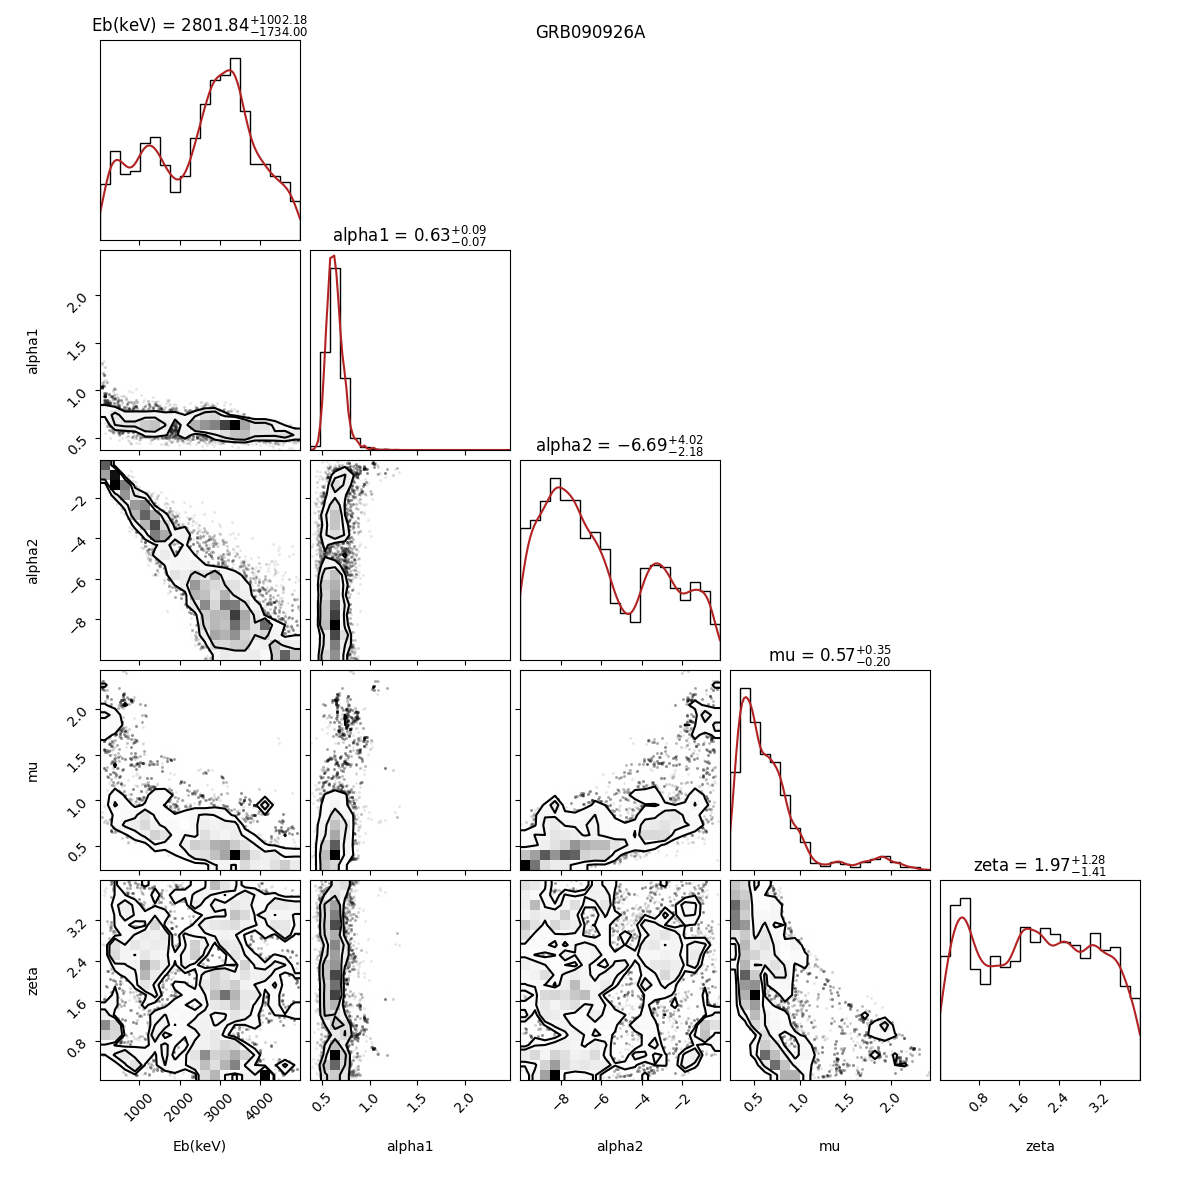 GRB090926A
Eb(keV) = 2801.84+1002.18−1734.00
alpha1 = 0.63+0.09−0.07
alpha2 = −6.69+4.02−2.18
mu = 0.57+0.35−0.20
zeta = 1.97+1.28−1.41
alpha1
2.0
1.5
1.0
0.5
alpha2
−2
−4
−6
−8
mu
2.0
1.5
1.0
0.5
zeta
3.2
2.4
1.6
0.8
1000 2000 3000 4000
0.5 1.0 1.5 2.0
−8 −6 −4 −2
0.5 1.0 1.5 2.0
0.8 1.6 2.4 3.2
Eb(keV) alpha1 alpha2 mu zeta